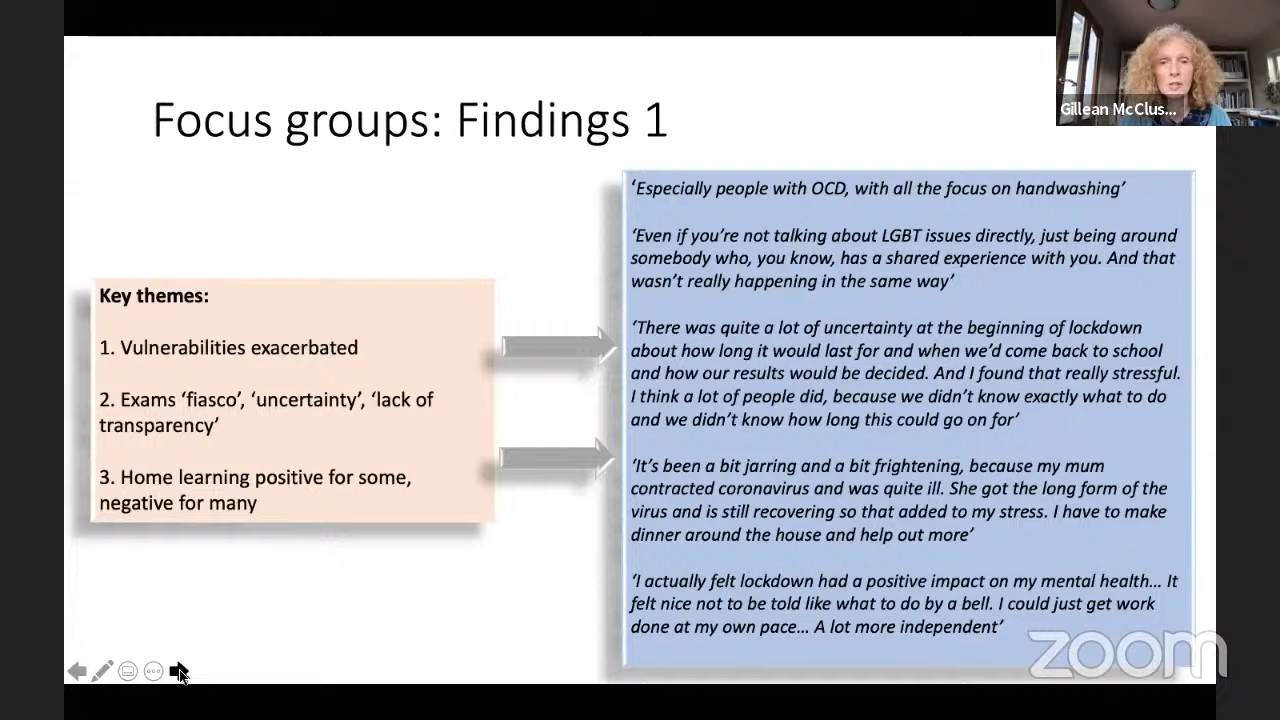 Gillean McClus...
Focus groups: Findings 1
Key themes:
1. Vulnerabilities exacerbated
2. Exams ‘fiasco’, ‘uncertainty’, ‘lack of
transparency’
3. Home learning positive for some,
negative for many
‘Especially people with OCD, with all the focus on handwashing’
‘Even if you’re not talking about LGBT issues directly, just being around
somebody who, you know, has a shared experience with you. And that
wasn’t really happening in the same way’
‘There was quite a lot of uncertainty at the beginning of lockdown
about how long it would last for and when we’d come back to school
and how our results would be decided. And I found that really stressful.
I think a lot of people did, because we didn’t know exactly what to do
and we didn’t know how long this could go on for’
‘It’s been a bit jarring and a bit frightening, because my mum
contracted coronavirus and was quite ill. She got the long form of the
virus and is still recovering so that added to my stress. I have to make
dinner around the house and help out more’
‘I actually felt lockdown had a positive impact on my mental health… It
felt nice not to be told like what to do by a bell. I could just get work
done at my own pace… A lot more independent’
zoom